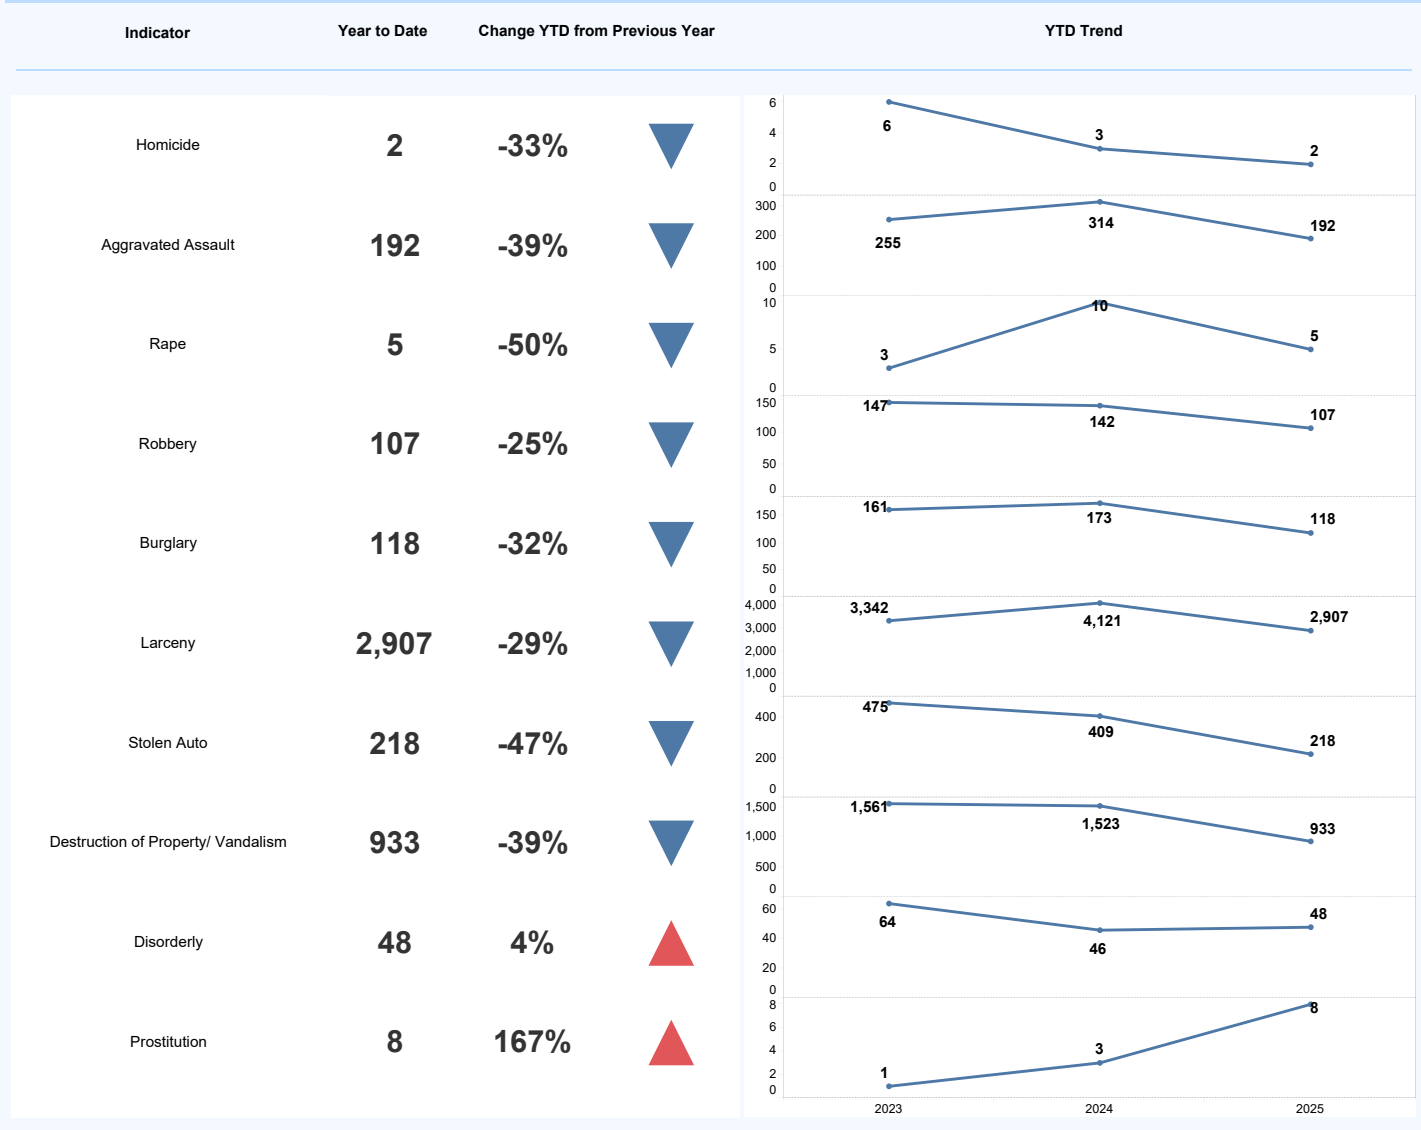 Indicator Year to Date Change YTD from Previous Year YTD Trend
Homicide 2 -33%
6
4
2
0
6 3 2
Aggravated Assault 192 -39%
300
200
100
0
255 314 192
Rape 5 -50%
10
5
0
3 10 5
Robbery 107 -25%
150
100
50
0
147 142 107
Burglary 118 -32%
150
100
50
0
161 173 118
Larceny 2,907 -29%
4,000
3,000
2,000
1,000
0
3,342 4,121 2,907
Stolen Auto 218 -47%
400
200
0
475 409 218
Destruction of Property/ Vandalism 933 -39%
1,500
1,000
500
0
1,561 1,523 933
Disorderly 48 4%
60
40
20
0
64 46 48
Prostitution 8 167%
8
6
4
2
0
1 3 8
2023 2024 2025